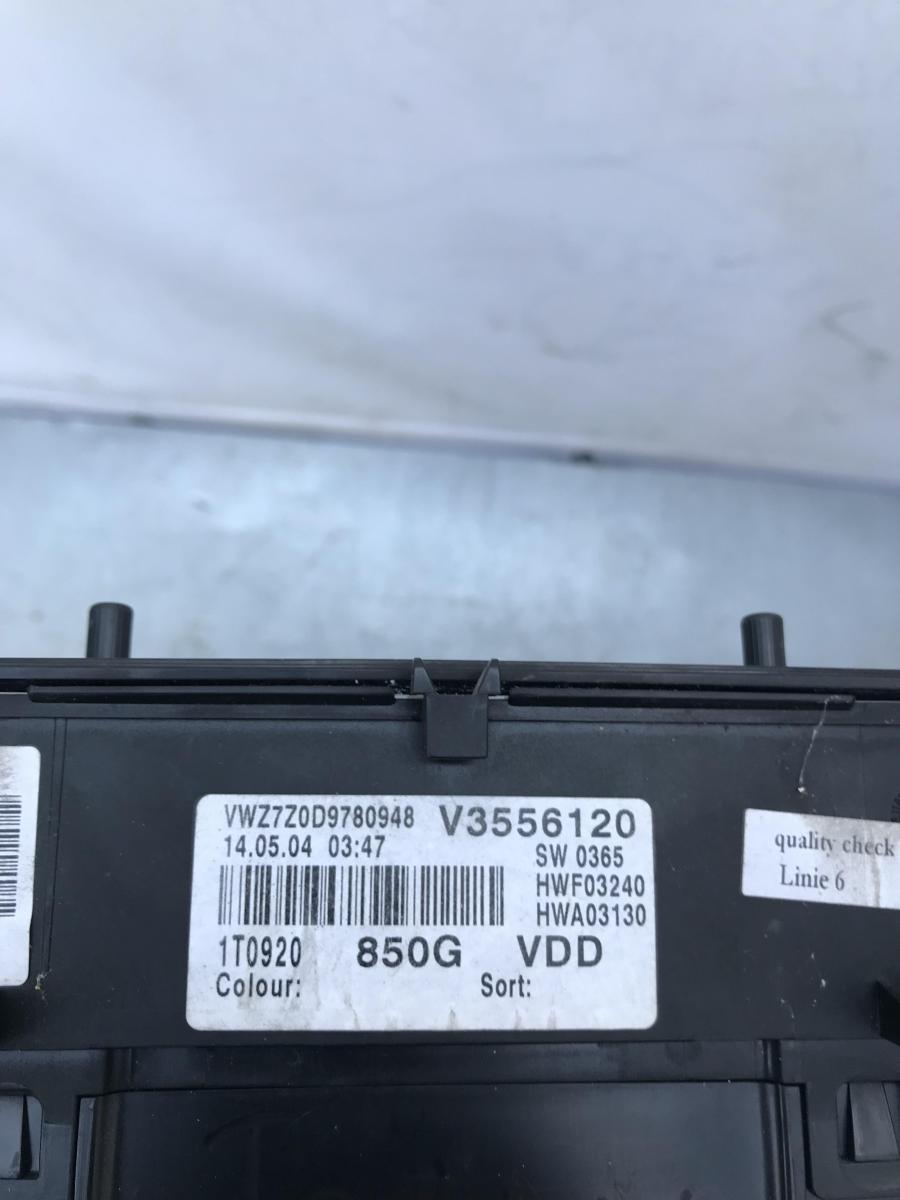 VWZ7Z0D9780948 V3556120
14.05.04 03:47 SW 0365
HWF03240
HWA03130
1T0920 850G VDD
Colour: Sort:
quality check
Linie 6